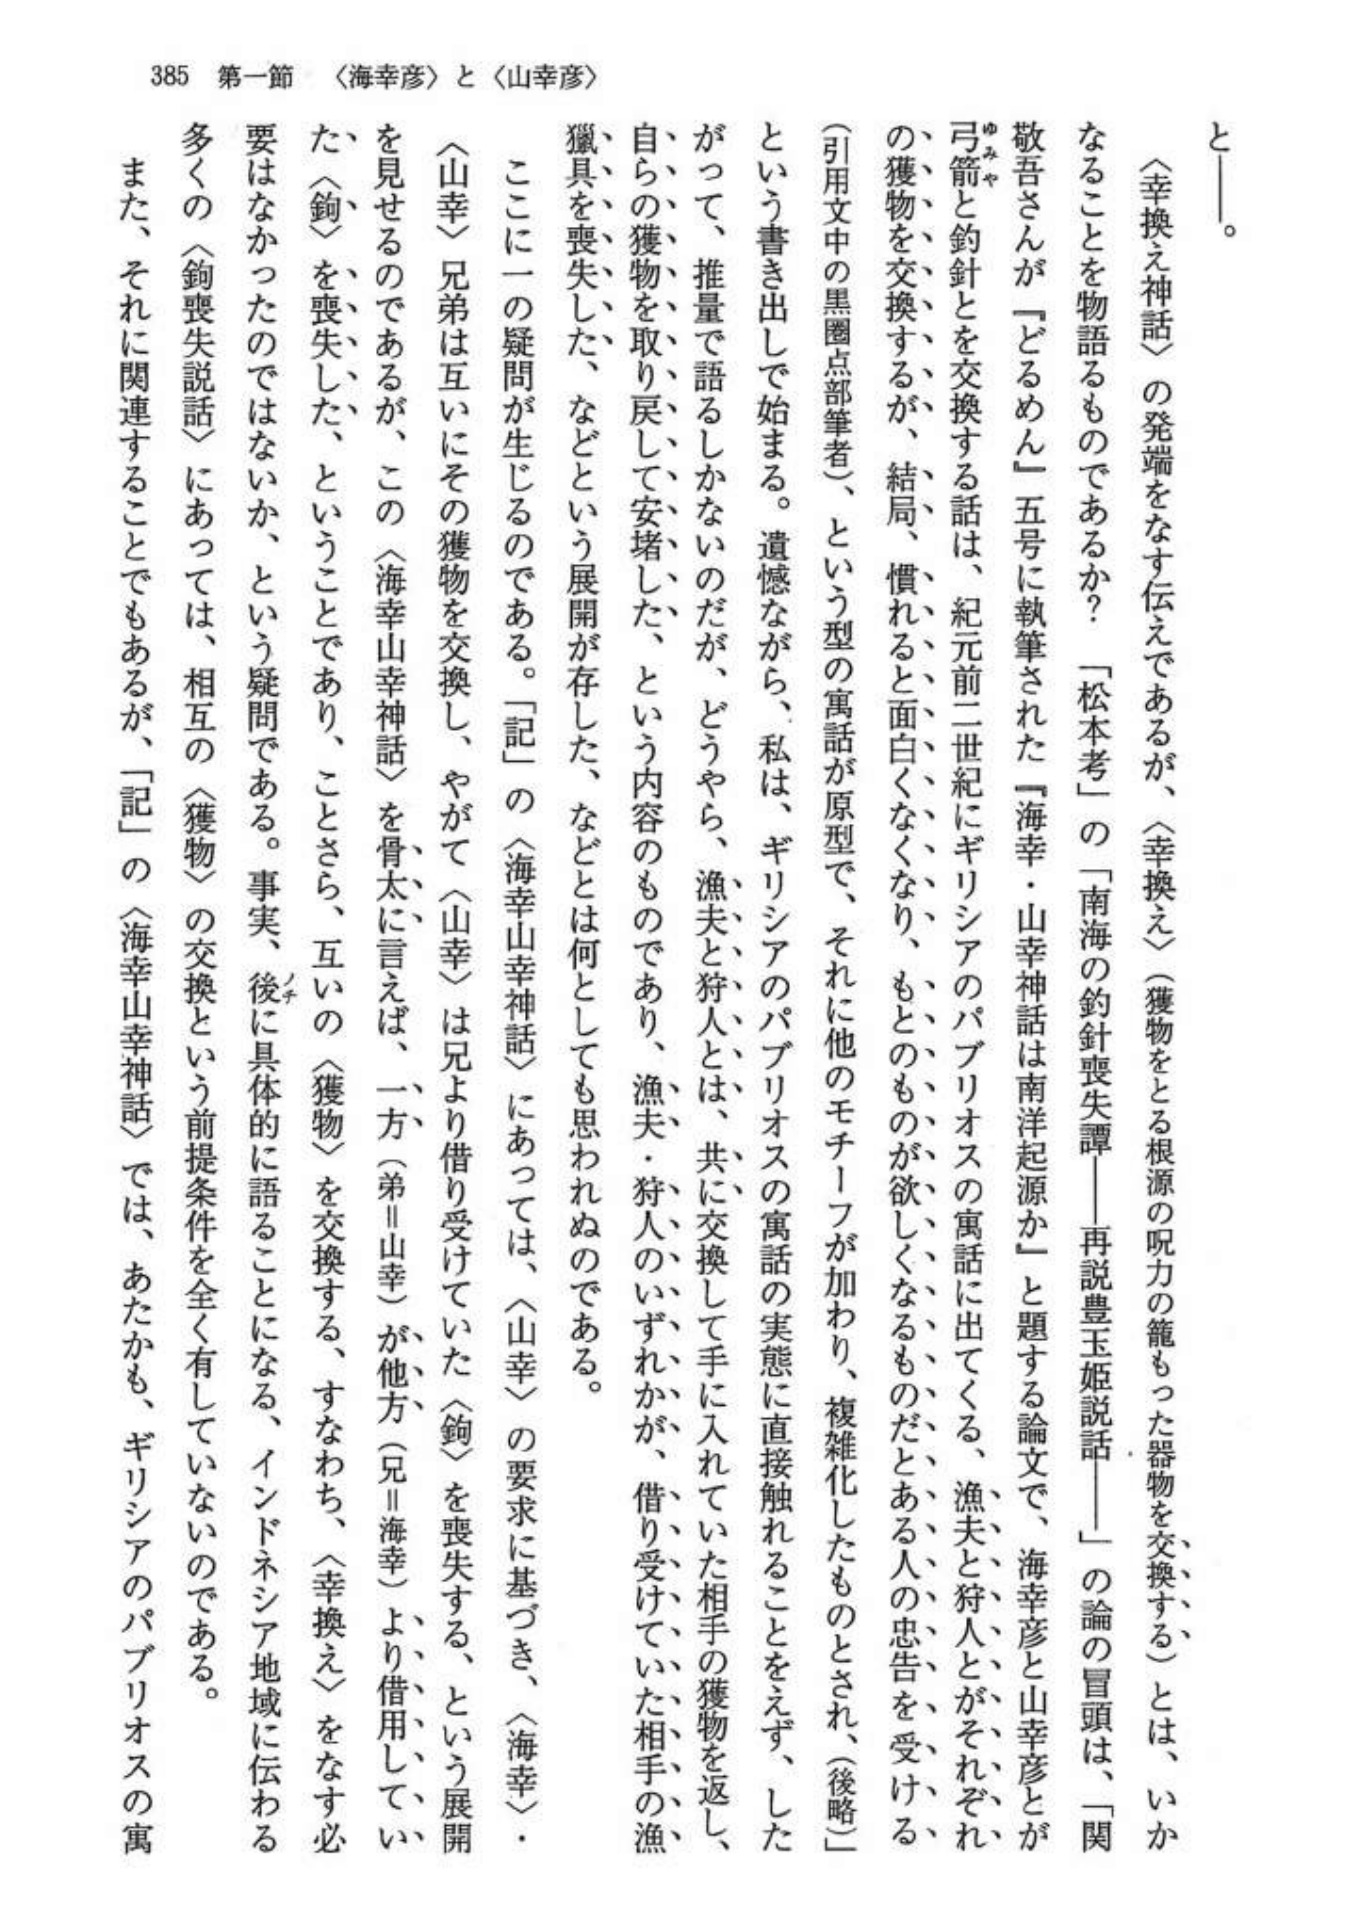 385 第一節 〈海幸彦〉と〈山幸彦〉
と――。
〈幸換え神話〉の発端をなす伝えであるが、〈幸換え〉（獲物をとる根源の呪力の籠もった器物を交換する）とは、いか
なることを物語るものであるか？ 「松本考」の「南海の釣針喪失譚――再説豊玉姫説話――」の論の冒頭は、「関
敬吾さんが『どるめん』五号に執筆された『海幸・山幸神話は南洋起源か』と題する論文で、海幸彦と山幸彦とが
弓箭ゆみやと釣針とを交換する話は、紀元前二世紀にギリシアのパブリオスの寓話に出てくる、漁夫と狩人とがそれぞれ
の獲物を交換するが、結局、慣れると面白くなくなり、もとのものが欲しくなるものだとある人の忠告を受ける
（引用文中の黒圏点部筆者）、という型の寓話が原型で、それに他のモチーフが加わり、複雑化したものとされ、（後略）」
という書き出しで始まる。遺憾ながら、私は、ギリシアのパブリオスの寓話の実態に直接触れることをえず、した
がって、推量で語るしかないのだが、どうやら、漁夫と狩人とは、共に交換して手に入れていた相手の獲物を返し、
自らの獲物を取り戻して安堵した、という内容のものであり、漁夫・狩人のいずれかが、借り受けていた相手の漁
獵具を喪失した、などという展開が存した、などとは何としても思われぬのである。
ここに一の疑問が生じるのである。「記」の〈海幸山幸神話〉にあっては、〈山幸〉の要求に基づき、〈海幸〉・
〈山幸〉兄弟は互いにその獲物を交換し、やがて〈山幸〉は兄より借り受けていた〈鉤〉を喪失する、という展開
を見せるのであるが、この〈海幸山幸神話〉を骨太に言えば、一方（弟＝山幸）が他方（兄＝海幸）より借用してい
た〈鉤〉を喪失した、ということであり、ことさら、互いの〈獲物〉を交換する、すなわち、〈幸換え〉をなす必
要はなかったのではないか、という疑問である。事実、後ノチに具体的に語ることになる、インドネシア地域に伝わる
多くの〈鉤喪失説話〉にあっては、相互の〈獲物〉の交換という前提条件を全く有していないのである。
また、それに関連することでもあるが、「記」の〈海幸山幸神話〉では、あたかも、ギリシアのパブリオスの寓